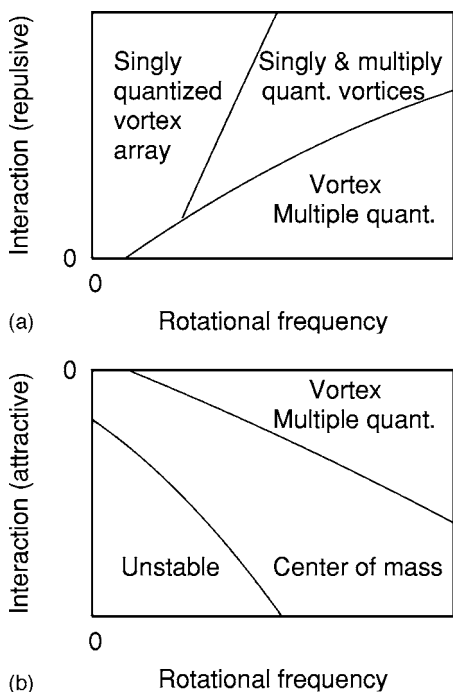 Interaction (repulsive)
Singly
quantized
vortex
array
Singly & multiply
quant. vortices
Vortex
Multiple quant.
0
0
(a)
Rotational frequency
Interaction (attractive)
0
Vortex
Multiple quant.
Unstable
Center of mass
0
(b)
Rotational frequency